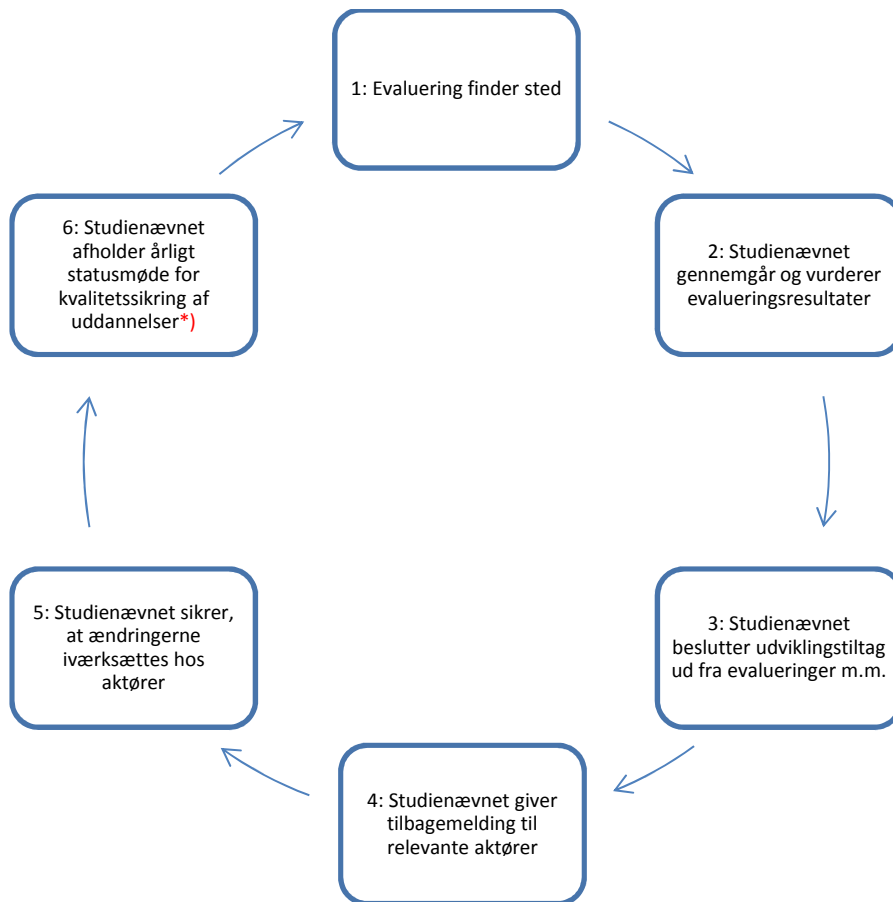 1: Evaluering finder sted
2: Studienævnet
gennemgår og vurderer
evalueringsresultater
3: Studienævnet
beslutter udviklingstiltag
ud fra evalueringer m.m.
4: Studienævnet giver
tilbagemelding til
relevante aktører
5: Studienævnet sikrer,
at ændringerne
iværksættes hos
aktører
6: Studienævnet
afholder årligt
statusmøde for
kvalitetssikring af
uddannelser*)